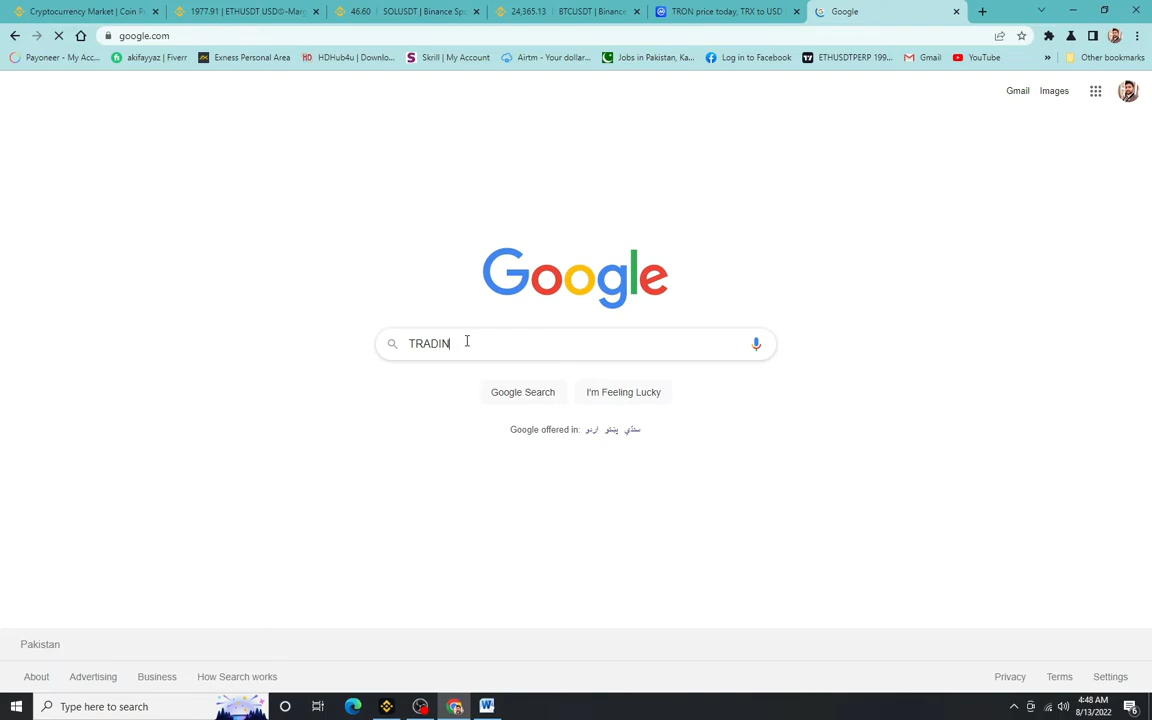 Cryptocurrency Market | Coin P
1977.91 | ETHUSDT USD©-Marg
46.60 | SOLUSDT | Binance Sp
24,365.13 | BTCUSDT | Binance
TRON price today, TRX to USD
Google
google.com
Payoneer - My Acc...
akifayyaz | Fiverr
Exness Personal Area
HDHub4u | Downlo...
Skrill | My Account
Airtm - Your dollar...
Jobs in Pakistan, Ka...
Log in to Facebook
ETHUSDTPERP 199...
Gmail
YouTube
»
Other bookmarks
Gmail
Images
Google
TRADIN
Google Search
I'm Feeling Lucky
Google offered in: اردو پښتو سنڌي
Pakistan
About
Advertising
Business
How Search works
Privacy
Terms
Settings
Type here to search
4:48 AM
8/13/2022